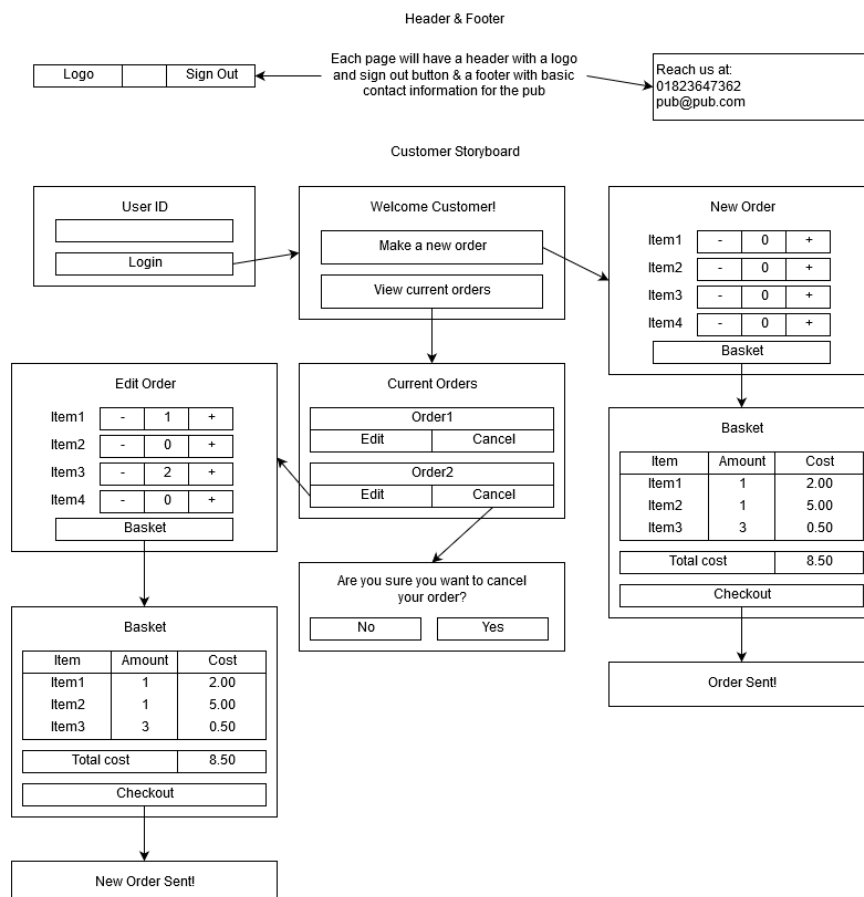 Header & Footer
Each page will have a header with a logo
and sign out button & a footer with basic
contact information for the pub
Logo
Sign Out
Reach us at:
01823647362
pub@pub.com
Customer Storyboard
User ID
Login
Welcome Customer!
Make a new order
View current orders
New Order
Item1 - 0 +
Item2 - 0 +
Item3 - 0 +
Item4 - 0 +
Basket
Edit Order
Item1 - 1 +
Item2 - 0 +
Item3 - 2 +
Item4 - 0 +
Basket
Current Orders
Order1
Edit Cancel
Order2
Edit Cancel
Basket
Item Amount Cost
Item1 1 2.00
Item2 1 5.00
Item3 3 0.50
Total cost 8.50
Checkout
Are you sure you want to cancel
your order?
No Yes
Basket
Item Amount Cost
Item1 1 2.00
Item2 1 5.00
Item3 3 0.50
Total cost 8.50
Checkout
Order Sent!
New Order Sent!